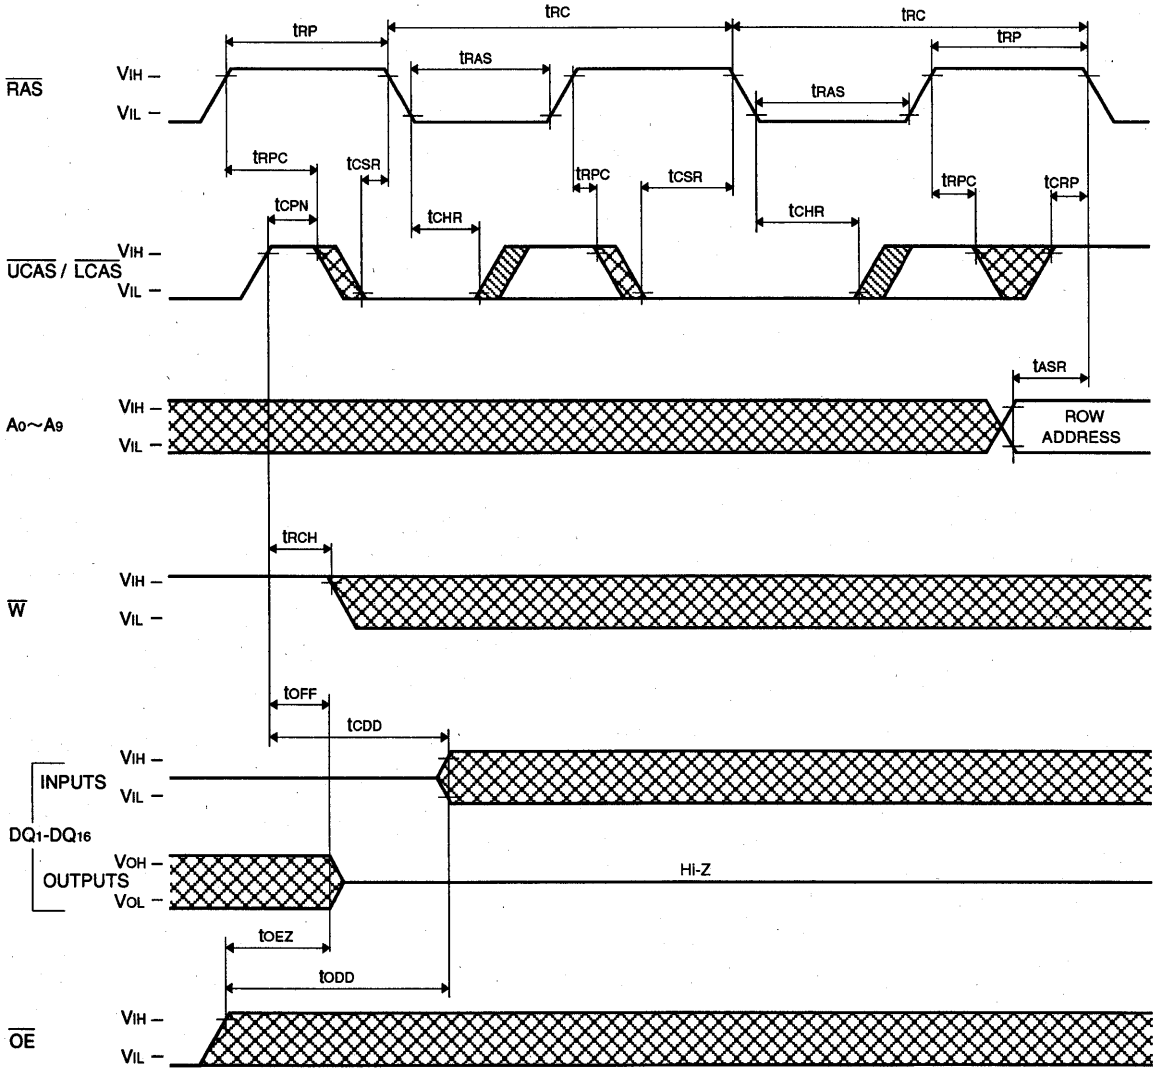 tRC tRC
tRP tRP
tRAS tRAS
RAS VIH
VIL
tRPC tCSR tRPC tCSR tRPC tCRP
tCPN tCHR tCHR
UCAS / LCAS VIH
VIL
tASR
A0~A9 VIH
VIL
ROW
ADDRESS
tRCH
W VIH
VIL
tOFF
tCDD
VIH
INPUTS
VIL
DQ1-DQ16
VOH
OUTPUTS
VOL
Hi-Z
tOEZ
tODD
OE VIH
VIL